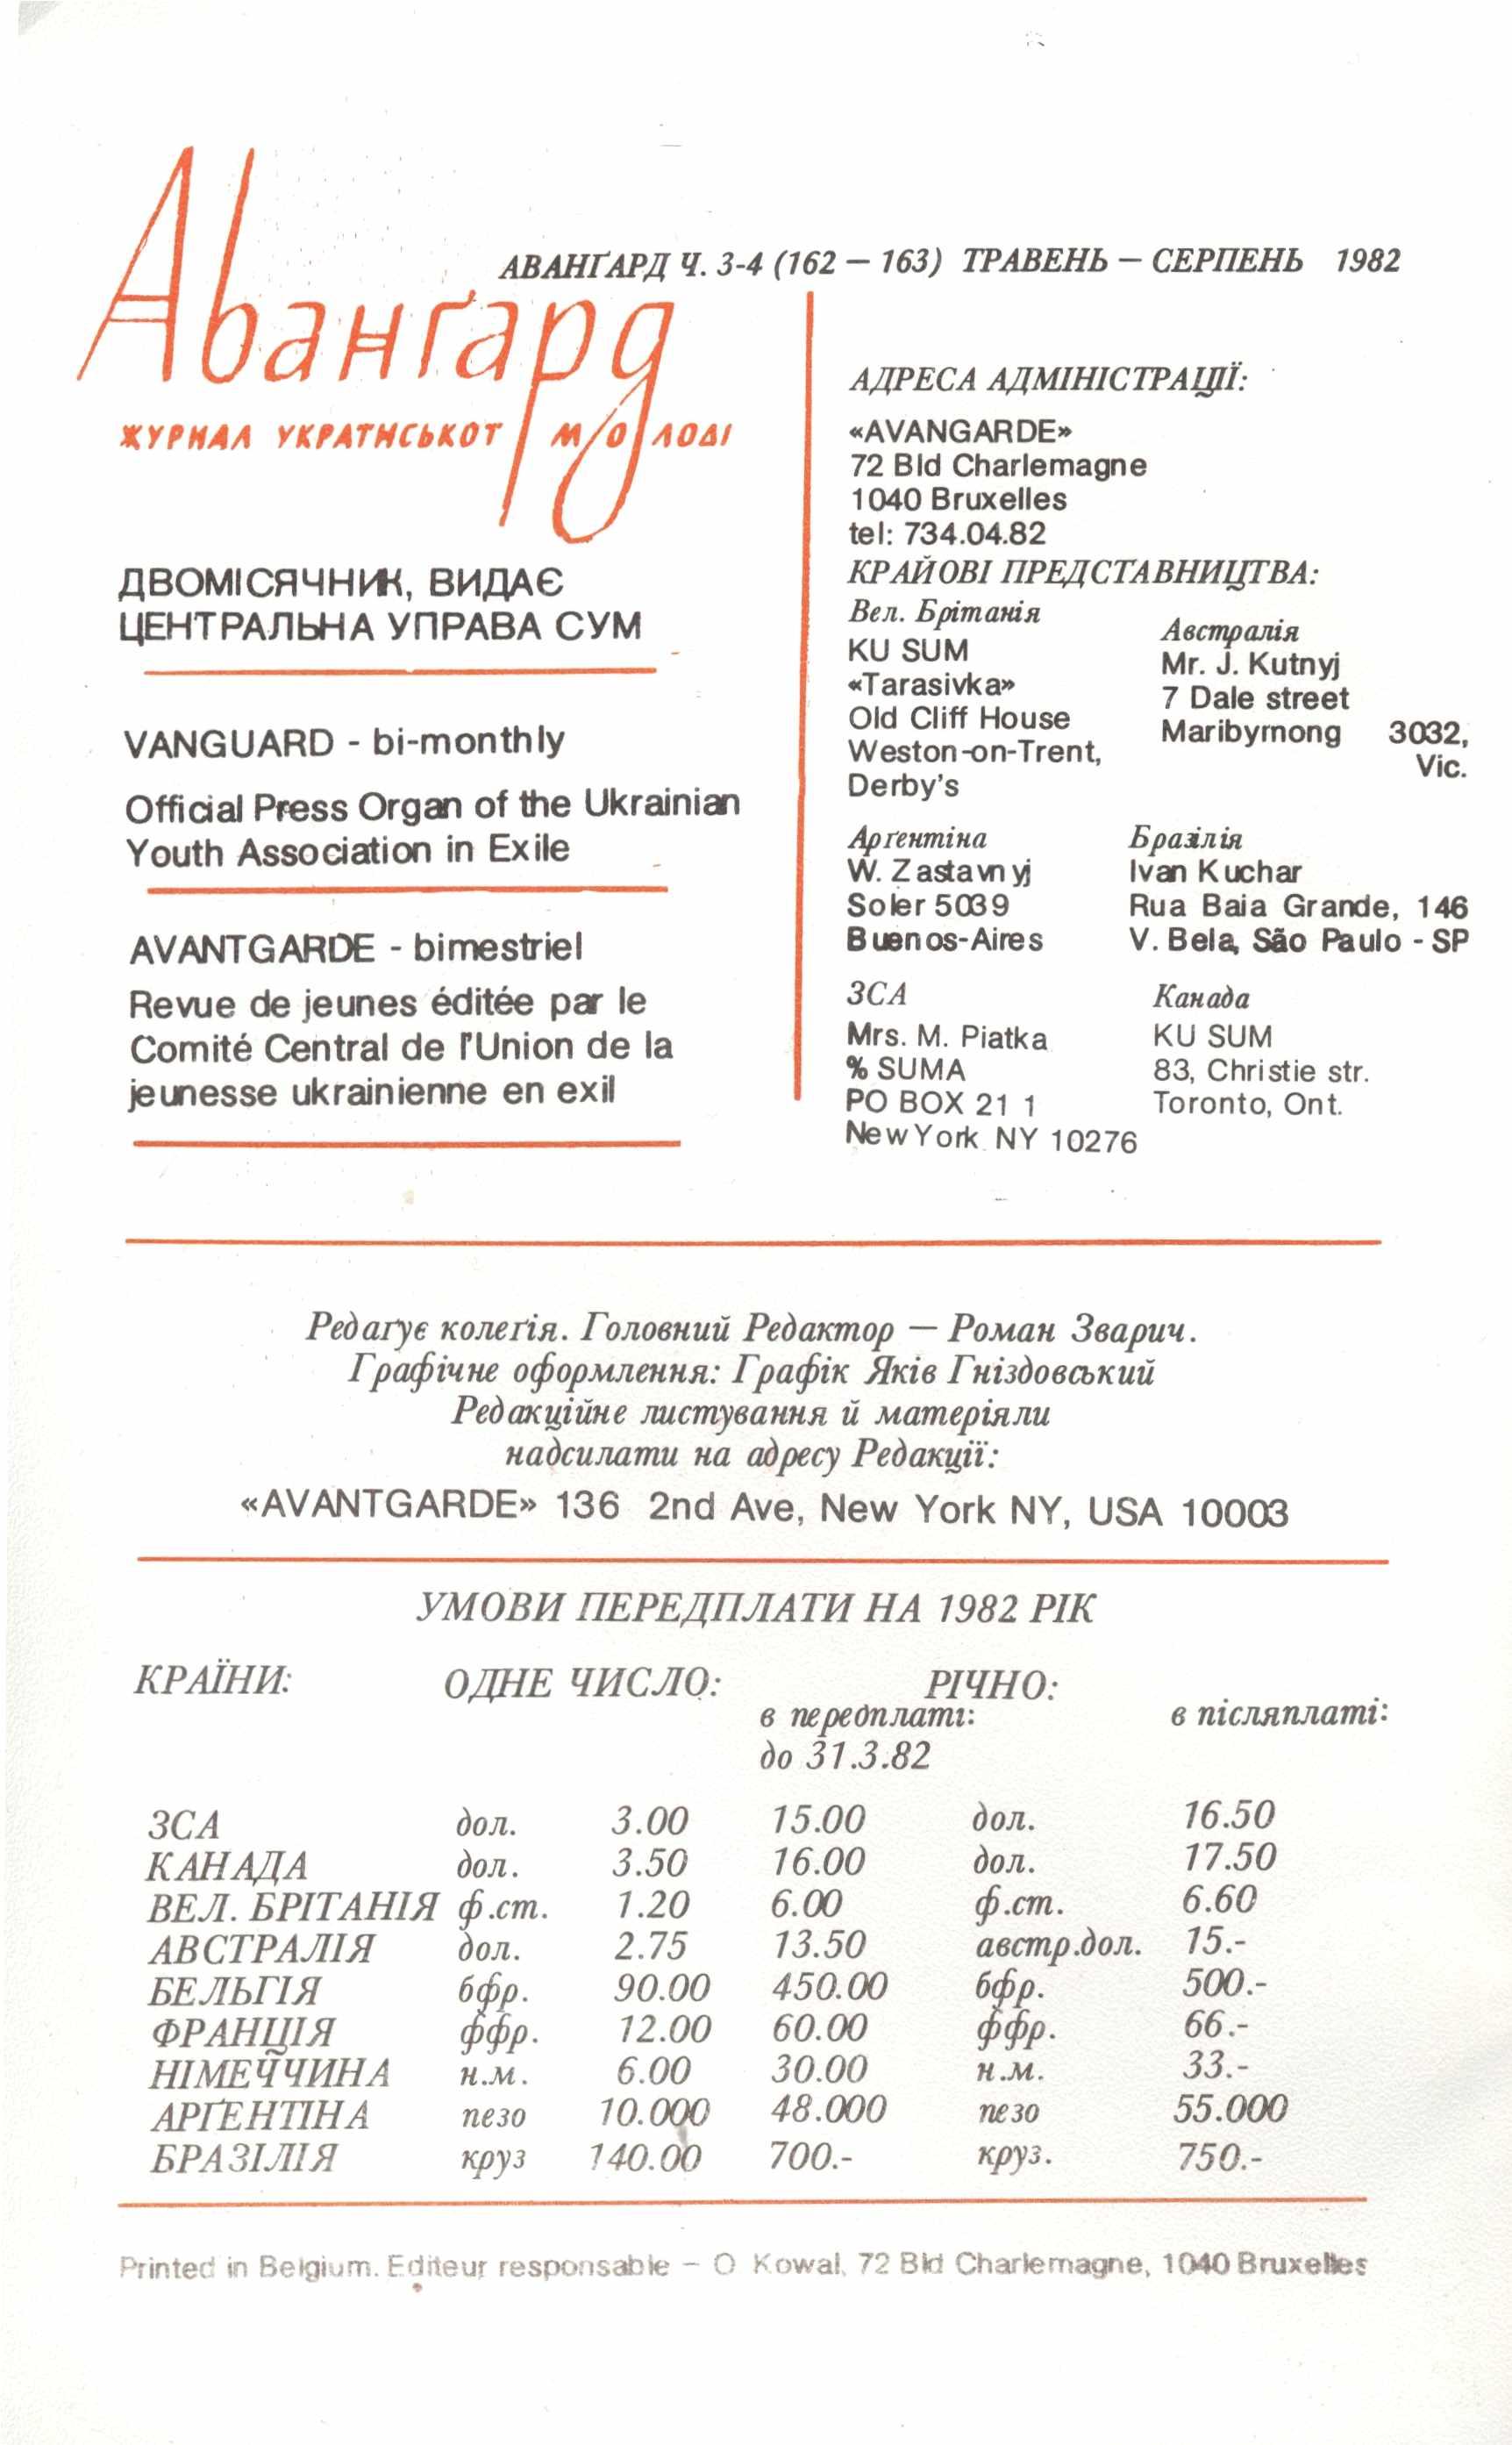 АВАНҐАРД Ч. 3-4 (162 – 163) ТРАВЕНЬ – СЕРПЕНЬ 1982
Аванґард
ЖУРНАЛ УКРАЇНСЬКОЇ МОЛОДІ
ДВОМІСЯЧНИК, ВИДАЄ
ЦЕНТРАЛЬНА УПРАВА СУМ
VANGUARD - bi-monthly
Official Press Organ of the Ukrainian
Youth Association in Exile
AVANTGARDE - bimestriel
Revue de jeunes éditée par le
Comité Central de l'Union de la
jeunesse ukrainienne en exil
АДРЕСА АДМІНІСТРАЦІЇ:
«AVANGARDE»
72 Bld Charlemagne
1040 Bruxelles
tel: 734.04.82
КРАЙОВІ ПРЕДСТАВНИЦТВА:
Вел. Брітанія
KU SUM
«Tarasivka»
Old Cliff House
Weston-on-Trent,
Derby's
Австралія
Mr. J. Kutnyj
7 Dale street
Maribyrnong 3032,
Vic.
Арґентіна
W. Zastavnyj
Soler 5039
Buenos-Aires
Бразілія
Ivan Kuchar
Rua Baia Grande, 146
V. Bela, São Paulo - SP
ЗСА
Mrs. M. Piatka
% SUMA
PO BOX 21 1
New York NY 10276
Канада
KU SUM
83, Christie str.
Toronto, Ont.
Редаґує колеґія. Головний Редактор — Роман Зварич.
Графічне оформлення: Графік Яків Гніздовський
Редакційне листування й матеріяли
надсилати на адресу Редакції:
«AVANTGARDE» 136 2nd Ave, New York NY, USA 10003
УМОВИ ПЕРЕДПЛАТИ НА 1982 РІК
КРАЇНИ: ОДНЕ ЧИСЛО: РІЧНО:
в передплаті: в післяплаті:
до 31.3.82
ЗСА дол. 3.00 15.00 дол. 16.50
КАНАДА дол. 3.50 16.00 дол. 17.50
ВЕЛ. БРІТАНІЯ ф.ст. 1.20 6.00 ф.ст. 6.60
АВСТРАЛІЯ дол. 2.75 13.50 австр.дол. 15.-
БЕЛЬГІЯ бфр. 90.00 450.00 бфр. 500.-
ФРАНЦІЯ ффр. 12.00 60.00 ффр. 66.-
НІМЕЧЧИНА н.м. 6.00 30.00 н.м. 33.-
АРҐЕНТІНА пезо 10.000 48.000 пезо 55.000
БРАЗІЛІЯ круз 140.00 700.- круз. 750.-
Printed in Belgium. Editeur responsable – O Kowal, 72 Bld Charlemagne, 1040 Bruxelles